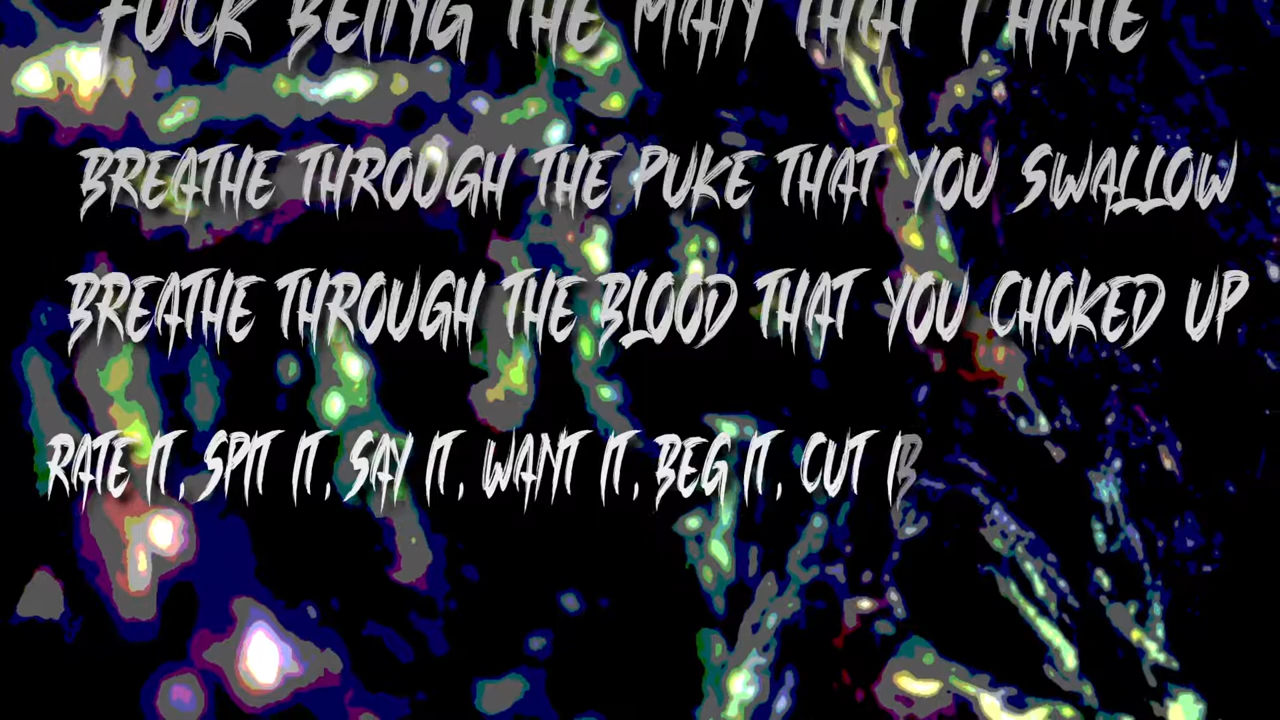 FUCK BEING THE MAN THAT I HATE
BREATHE THROUGH THE PUKE THAT YOU SWALLOW
BREATHE THROUGH THE BLOOD THAT YOU CHOKED UP
RATE IT, SPIT IT, SAY IT, WANT IT, BEG IT, CUT